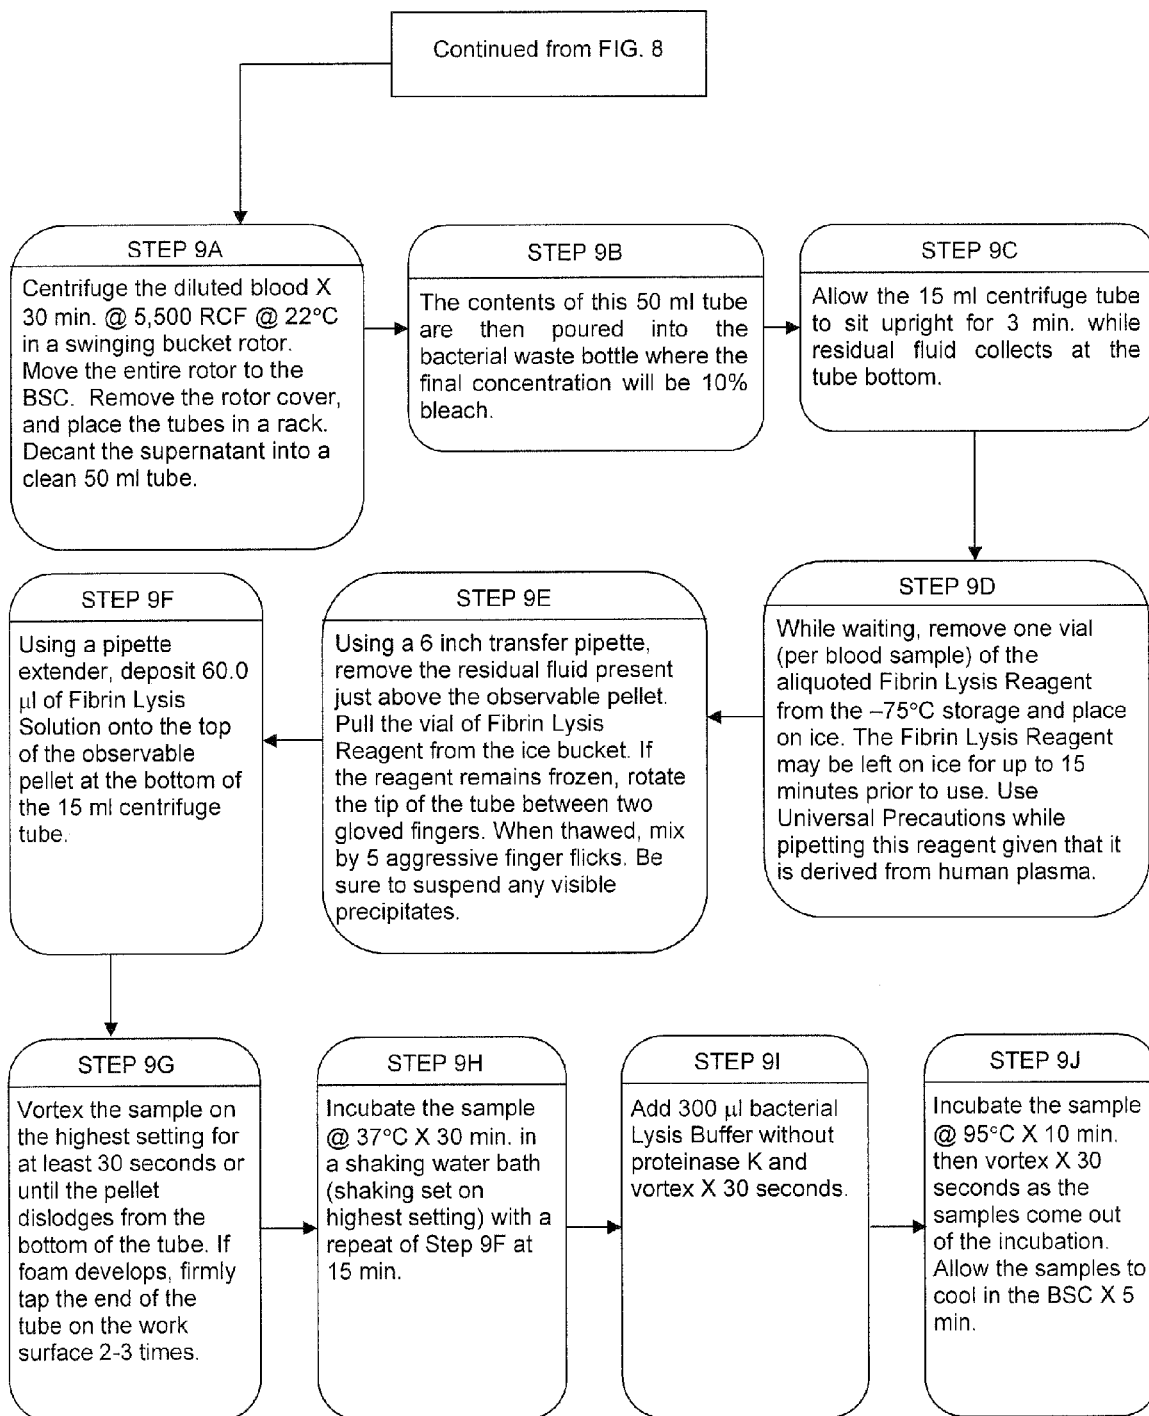 Continued from FIG. 8
STEP 9A
Centrifuge the diluted blood X
30 min. @ 5,500 RCF @ 22°C
in a swinging bucket rotor.
Move the entire rotor to the
BSC. Remove the rotor cover,
and place the tubes in a rack.
Decant the supernatant into a
clean 50 ml tube.
STEP 9B
The contents of this 50 ml tube
are then poured into the
bacterial waste bottle where the
final concentration will be 10%
bleach.
STEP 9C
Allow the 15 ml centrifuge tube
to sit upright for 3 min. while
residual fluid collects at the
tube bottom.
STEP 9D
While waiting, remove one vial
(per blood sample) of the
aliquoted Fibrin Lysis Reagent
from the –75°C storage and place
on ice. The Fibrin Lysis Reagent
may be left on ice for up to 15
minutes prior to use. Use
Universal Precautions while
pipetting this reagent given that it
is derived from human plasma.
STEP 9E
Using a 6 inch transfer pipette,
remove the residual fluid present
just above the observable pellet.
Pull the vial of Fibrin Lysis
Reagent from the ice bucket. If
the reagent remains frozen, rotate
the tip of the tube between two
gloved fingers. When thawed, mix
by 5 aggressive finger flicks. Be
sure to suspend any visible
precipitates.
STEP 9F
Using a pipette
extender, deposit 60.0
µl of Fibrin Lysis
Solution onto the top
of the observable
pellet at the bottom of
the 15 ml centrifuge
tube.
STEP 9G
Vortex the sample on
the highest setting for
at least 30 seconds or
until the pellet
dislodges from the
bottom of the tube. If
foam develops, firmly
tap the end of the
tube on the work
surface 2-3 times.
STEP 9H
Incubate the sample
@ 37°C X 30 min. in
a shaking water bath
(shaking set on
highest setting) with a
repeat of Step 9F at
15 min.
STEP 9I
Add 300 µl bacterial
Lysis Buffer without
proteinase K and
vortex X 30 seconds.
STEP 9J
Incubate the sample
@ 95°C X 10 min.
then vortex X 30
seconds as the
samples come out
of the incubation.
Allow the samples to
cool in the BSC X 5
min.